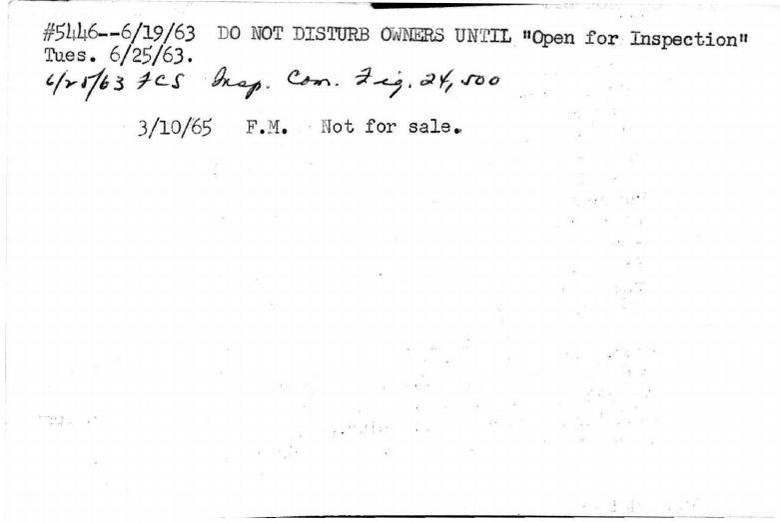 #5446--6/19/63 DO NOT DISTURB OWNERS UNTIL "Open for Inspection"
Tues. 6/25/63.
6/25/63 FCS Insp. Com. Fig. 24,500
3/10/65 F.M. Not for sale.